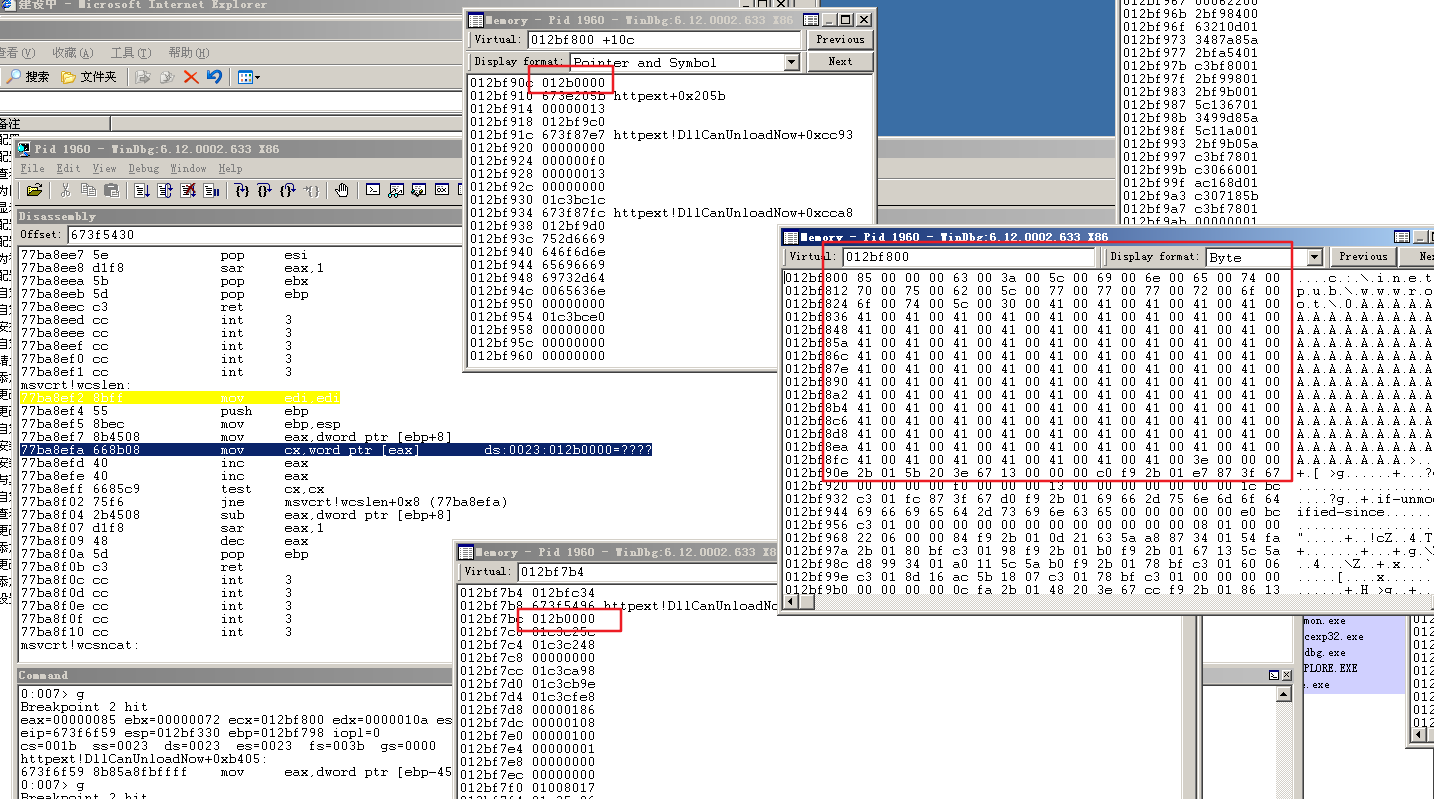 建设中 - Microsoft Internet Explorer
查看(V) 收藏(A) 工具(T) 帮助(H)
搜索 文件夹
备注
Pid 1960 - WinDbg:6.12.0002.633 X86
File Edit View Debug Window Help
Disassembly
Offset: 673f5430
77ba8ee7 5e pop esi
77ba8ee8 d1f8 sar eax,1
77ba8eea 5b pop ebx
77ba8eeb 5d pop ebp
77ba8eec c3 ret
77ba8eed cc int 3
77ba8eee cc int 3
77ba8eef cc int 3
77ba8ef0 cc int 3
77ba8ef1 cc int 3
msvcrt!wcslen:
77ba8ef2 8bff mov edi,edi
77ba8ef4 55 push ebp
77ba8ef5 8bec mov ebp,esp
77ba8ef7 8b4508 mov eax,dword ptr [ebp+8]
77ba8efa 668b08 mov cx,word ptr [eax] ds:0023:012b0000=????
77ba8efd 40 inc eax
77ba8efe 40 inc eax
77ba8eff 6685c9 test cx,cx
77ba8f02 75f6 jne msvcrt!wcslen+0x8 (77ba8efa)
77ba8f04 2b4508 sub eax,dword ptr [ebp+8]
77ba8f07 d1f8 sar eax,1
77ba8f09 48 dec eax
77ba8f0a 5d pop ebp
77ba8f0b c3 ret
77ba8f0c cc int 3
77ba8f0d cc int 3
77ba8f0e cc int 3
77ba8f0f cc int 3
77ba8f10 cc int 3
msvcrt!wcsncat:
Command
0:007> g
Breakpoint 2 hit
eax=00000085 ebx=00000072 ecx=012bf800 edx=0000010a es
eip=673f6f59 esp=012bf330 ebp=012bf798 iopl=0
cs=001b ss=0023 ds=0023 es=0023 fs=003b gs=0000
httpext!DllCanUnloadNow+0xb405:
673f6f59 8b85a8fbffff mov eax,dword ptr [ebp-45
0:007> g
Breakpoint 2 hit
Memory - Pid 1960 - WinDbg:6.12.0002.633 X86
Virtual: 012bf800 +10c Previous
Display format: Pointer and Symbol Next
012bf90c 012b0000
012bf910 673e205b httpext+0x205b
012bf914 00000013
012bf918 012bf9c0
012bf91c 673f87e7 httpext!DllCanUnloadNow+0xcc93
012bf920 00000000
012bf924 000000f0
012bf928 00000013
012bf92c 00000000
012bf930 01c3bc1c
012bf934 673f87fc httpext!DllCanUnloadNow+0xcca8
012bf938 012bf9d0
012bf93c 752d6669
012bf940 646f6d6e
012bf944 65696669
012bf948 69732d64
012bf94c 0065636e
012bf950 00000000
012bf954 01c3bce0
012bf958 00000000
012bf95c 00000000
012bf960 00000000
Memory - Pid 1960 - WinDbg:6.12.0002.633 X8
Virtual: 012bf7b4
012bf7b4 012bfc34
012bf7b8 673f5496 httpext!DllCanUnloadNo
012bf7bc 012b0000
012bf7c0 01c3c25c
012bf7c4 01c3c248
012bf7c8 00000000
012bf7cc 01c3ca98
012bf7d0 01c3cb9e
012bf7d4 01c3cfe8
012bf7d8 00000186
012bf7dc 00000108
012bf7e0 00000100
012bf7e4 00000001
012bf7e8 00000000
012bf7ec 00000000
012bf7f0 01008017
Memory - Pid 1960 - WinDbg:6.12.0002.633 X86
Virtual: 012bf800 Display format: Byte Previous Nex
012bf800 85 00 00 00 63 00 3a 00 5c 00 69 00 6e 00 65 00 74 00 ....c.:.\.i.n.e.t
012bf812 70 00 75 00 62 00 5c 00 77 00 77 00 77 00 72 00 6f 00 p.u.b.\.w.w.w.r.o
012bf824 6f 00 74 00 5c 00 30 00 41 00 41 00 41 00 41 00 41 00 o.t.\.0.A.A.A.A.A
012bf836 41 00 41 00 41 00 41 00 41 00 41 00 41 00 41 00 41 00 A.A.A.A.A.A.A.A.A
012bf848 41 00 41 00 41 00 41 00 41 00 41 00 41 00 41 00 41 00 A.A.A.A.A.A.A.A.A
012bf85a 41 00 41 00 41 00 41 00 41 00 41 00 41 00 41 00 41 00 A.A.A.A.A.A.A.A.A
012bf86c 41 00 41 00 41 00 41 00 41 00 41 00 41 00 41 00 41 00 A.A.A.A.A.A.A.A.A
012bf87e 41 00 41 00 41 00 41 00 41 00 41 00 41 00 41 00 41 00 A.A.A.A.A.A.A.A.A
012bf890 41 00 41 00 41 00 41 00 41 00 41 00 41 00 41 00 41 00 A.A.A.A.A.A.A.A.A
012bf8a2 41 00 41 00 41 00 41 00 41 00 41 00 41 00 41 00 41 00 A.A.A.A.A.A.A.A.A
012bf8b4 41 00 41 00 41 00 41 00 41 00 41 00 41 00 41 00 41 00 A.A.A.A.A.A.A.A.A
012bf8c6 41 00 41 00 41 00 41 00 41 00 41 00 41 00 41 00 41 00 A.A.A.A.A.A.A.A.A
012bf8d8 41 00 41 00 41 00 41 00 41 00 41 00 41 00 41 00 41 00 A.A.A.A.A.A.A.A.A
012bf8ea 41 00 41 00 41 00 41 00 41 00 41 00 41 00 41 00 41 00 A.A.A.A.A.A.A.A.A
012bf8fc 41 00 41 00 41 00 41 00 41 00 41 00 41 00 3e 00 00 00 A.A.A.A.A.A.A.>..
012bf90e 2b 01 5b 20 3e 67 13 00 00 00 c0 f9 2b 01 e7 87 3f 67 +.[ >g......+...?g
012bf920 00 00 00 00 f0 00 00 00 13 00 00 00 00 00 00 00 1c bc
012bf932 c3 01 fc 87 3f 67 d0 f9 2b 01 69 66 2d 75 6e 6d 6f 64 ....?g..+.if-unmod
012bf944 69 66 69 65 64 2d 73 69 6e 63 65 00 00 00 00 00 e0 bc ified-since.......
012bf956 c3 01 00 00 00 00 00 00 00 00 00 00 00 00 08 01 00 00
012bf968 22 06 00 00 84 f9 2b 01 0d 21 63 5a a8 87 34 01 54 fa ".....+..!cZ..4.T
012bf97a 2b 01 80 bf c3 01 98 f9 2b 01 b0 f9 2b 01 67 13 5c 5a +.......+...+.g.\Z
012bf98c d8 99 34 01 a0 11 5c 5a b0 f9 2b 01 78 bf c3 01 60 06 ..4...\Z..+.x...`
012bf99e c3 01 8d 16 ac 5b 18 07 c3 01 78 bf c3 01 00 00 00 00 .....[....x......
012bf9b0 00 00 00 00 0c fa 2b 01 48 20 3e 67 cc f9 2b 01 86 13 ......+.H >g..+..
012bf967 00062200
012bf96b 2bf98400
012bf96f 63210d01
012bf973 3487a85a
012bf977 2bfa5401
012bf97b c3bf8001
012bf97f 2bf99801
012bf983 2bf9b001
012bf987 5c136701
012bf98b 3499d85a
012bf98f 5c11a001
012bf993 2bf9b05a
012bf997 c3bf7801
012bf99b c3066001
012bf99f ac168d01
012bf9a3 c307185b
012bf9a7 c3bf7801
012bf9ab 00000001
mon.exe
cexp32.exe
dbg.exe
PLORE.EXE
e.exe